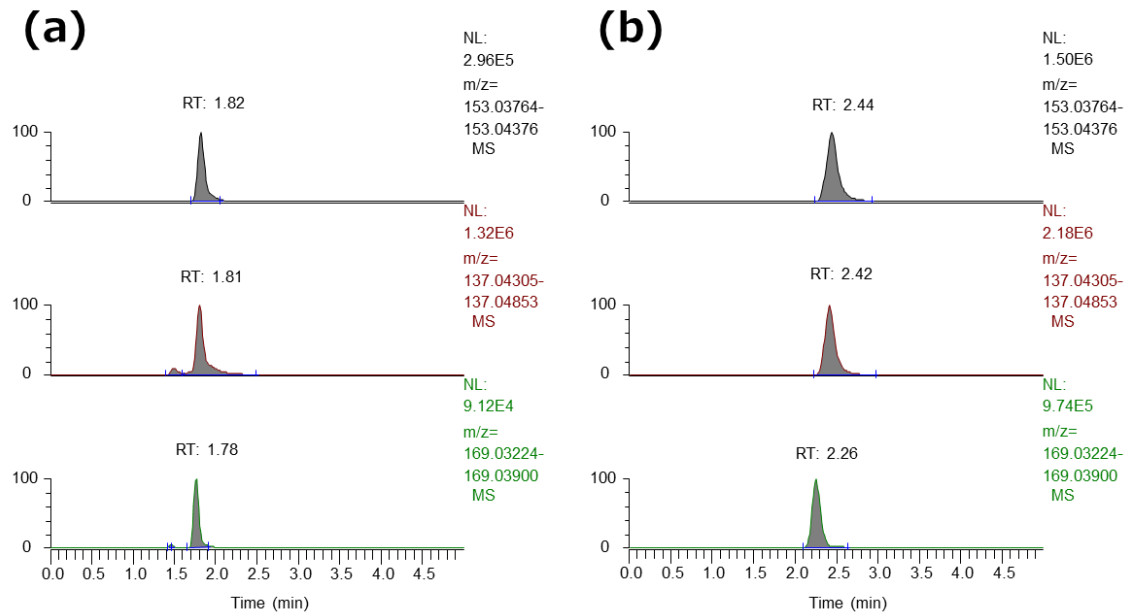 (a)
NL:
2.96E5
m/z=
153.03764-
153.04376
MS
RT: 1.82
100
0
NL:
1.32E6
m/z=
137.04305-
137.04853
MS
RT: 1.81
100
0
NL:
9.12E4
m/z=
169.03224-
169.03900
MS
RT: 1.78
100
0
0.0 0.5 1.0 1.5 2.0 2.5 3.0 3.5 4.0 4.5
Time (min)
(b)
NL:
1.50E6
m/z=
153.03764-
153.04376
MS
RT: 2.44
100
0
NL:
2.18E6
m/z=
137.04305-
137.04853
MS
RT: 2.42
100
0
NL:
9.74E5
m/z=
169.03224-
169.03900
MS
RT: 2.26
100
0
0.0 0.5 1.0 1.5 2.0 2.5 3.0 3.5 4.0 4.5
Time (min)